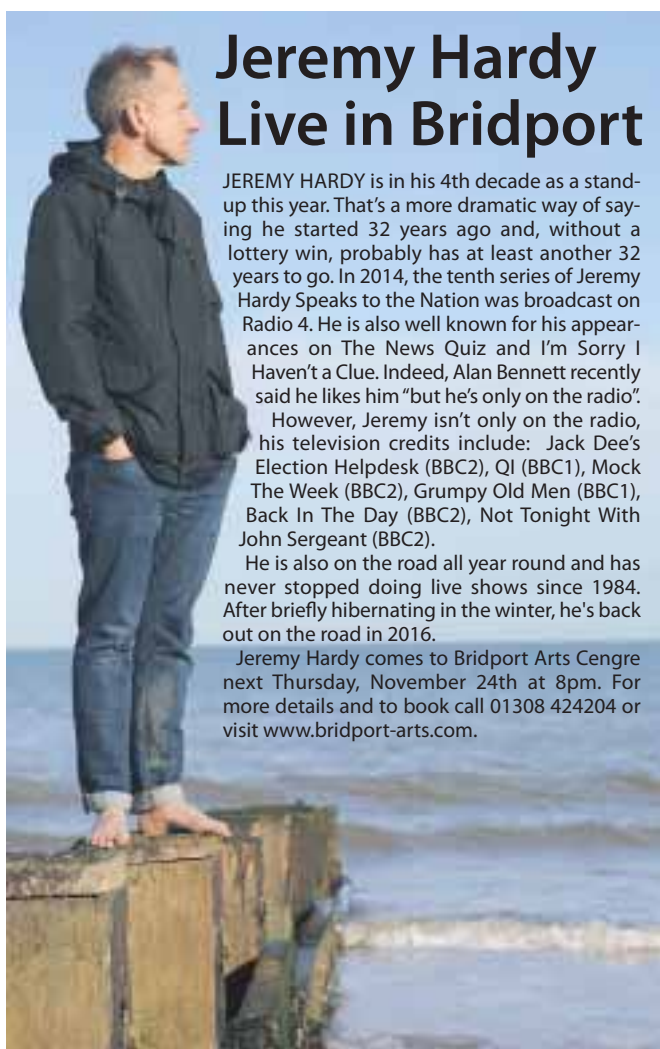 Jeremy Hardy
Live in Bridport
JEREMY HARDY is in his 4th decade as a stand-
up this year. That’s a more dramatic way of say-
ing he started 32 years ago and, without a
lottery win, probably has at least another 32
years to go. In 2014, the tenth series of Jeremy
Hardy Speaks to the Nation was broadcast on
Radio 4. He is also well known for his appear-
ances on The News Quiz and I’m Sorry I
Haven’t a Clue. Indeed, Alan Bennett recently
said he likes him “but he’s only on the radio”.
However, Jeremy isn’t only on the radio,
his television credits include: Jack Dee’s
Election Helpdesk (BBC2), QI (BBC1), Mock
The Week (BBC2), Grumpy Old Men (BBC1),
Back In The Day (BBC2), Not Tonight With
John Sergeant (BBC2).
He is also on the road all year round and has
never stopped doing live shows since 1984.
After briefly hibernating in the winter, he's back
out on the road in 2016.
Jeremy Hardy comes to Bridport Arts Cengre
next Thursday, November 24th at 8pm. For
more details and to book call 01308 424204 or
visit www.bridport-arts.com.